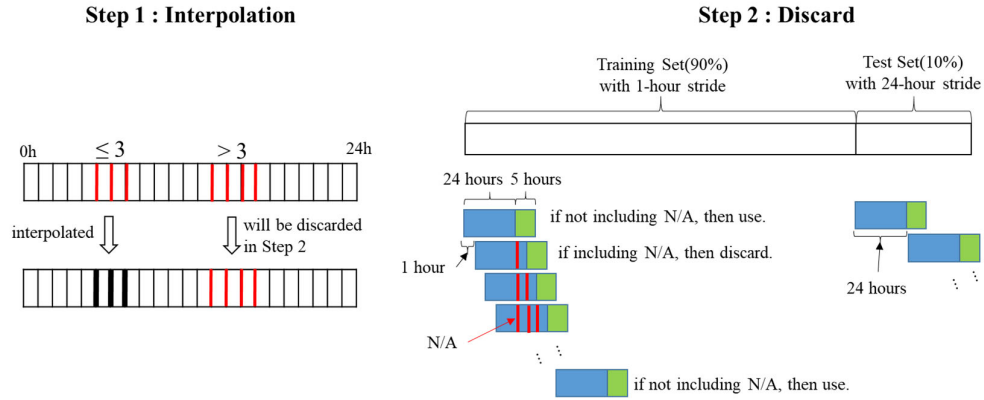 Step 1 : Interpolation
0h
≤ 3
> 3
24h
interpolated
will be discarded
in Step 2
Step 2 : Discard
Training Set(90%)
with 1-hour stride
Test Set(10%)
with 24-hour stride
24 hours
5 hours
if not including N/A, then use.
if including N/A, then discard.
1 hour
24 hours
N/A
if not including N/A, then use.